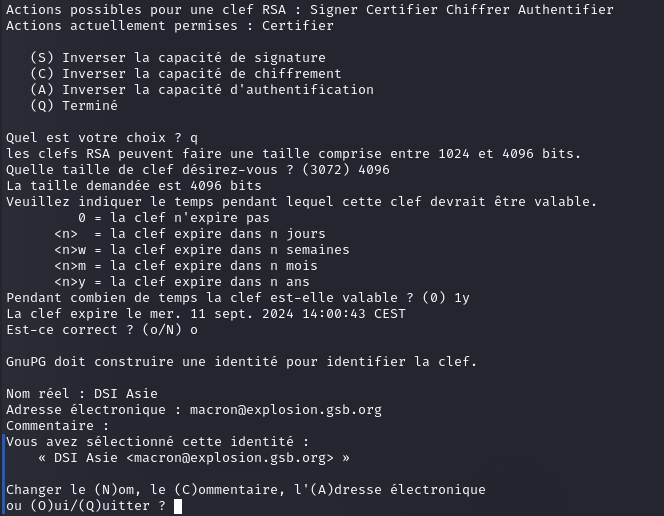 Actions possibles pour une clef RSA : Signer Certifier Chiffrer Authentifier
Actions actuellement permises : Certifier
(S) Inverser la capacité de signature
(C) Inverser la capacité de chiffrement
(A) Inverser la capacité d'authentification
(Q) Terminé
Quel est votre choix ? q
les clefs RSA peuvent faire une taille comprise entre 1024 et 4096 bits.
Quelle taille de clef désirez-vous ? (3072) 4096
La taille demandée est 4096 bits
Veuillez indiquer le temps pendant lequel cette clef devrait être valable.
0 = la clef n'expire pas
<n>  = la clef expire dans n jours
<n>w = la clef expire dans n semaines
<n>m = la clef expire dans n mois
<n>y = la clef expire dans n ans
Pendant combien de temps la clef est-elle valable ? (0) 1y
La clef expire le mer. 11 sept. 2024 14:00:43 CEST
Est-ce correct ? (o/N) o
GnuPG doit construire une identité pour identifier la clef.
Nom réel : DSI Asie
Adresse électronique : macron@explosion.gsb.org
Commentaire :
Vous avez sélectionné cette identité :
« DSI Asie <macron@explosion.gsb.org> »
Changer le (N)om, le (C)ommentaire, l'(A)dresse électronique
ou (O)ui/(Q)uitter ?